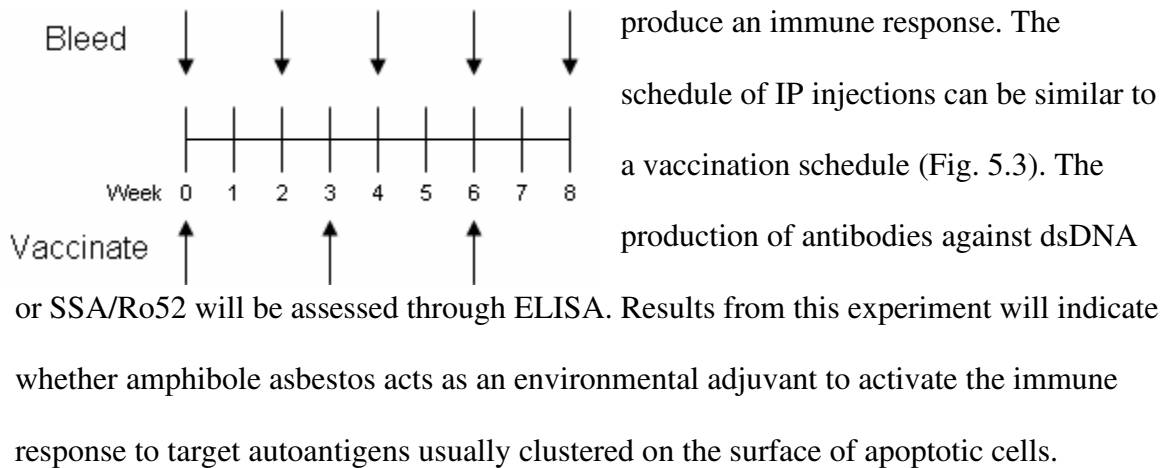 Bleed
Week 0 1 2 3 4 5 6 7 8
Vaccinate
produce an immune response. The
schedule of IP injections can be similar to
a vaccination schedule (Fig. 5.3). The
production of antibodies against dsDNA
or SSA/Ro52 will be assessed through ELISA. Results from this experiment will indicate
whether amphibole asbestos acts as an environmental adjuvant to activate the immune
response to target autoantigens usually clustered on the surface of apoptotic cells.